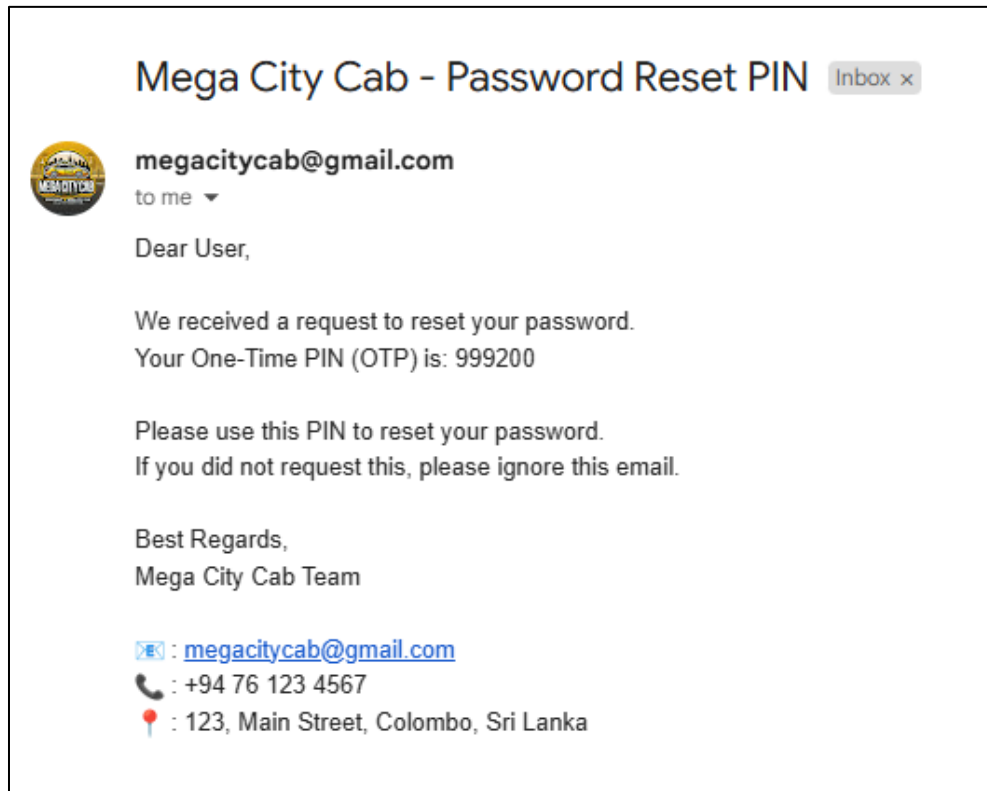 Mega City Cab - Password Reset PIN Inbox ×
MEGA CITY CAB
megacitycab@gmail.com
to me
Dear User,
We received a request to reset your password.
Your One-Time PIN (OTP) is: 999200
Please use this PIN to reset your password.
If you did not request this, please ignore this email.
Best Regards,
Mega City Cab Team
📧 : megacitycab@gmail.com
📞 : +94 76 123 4567
📍 : 123, Main Street, Colombo, Sri Lanka